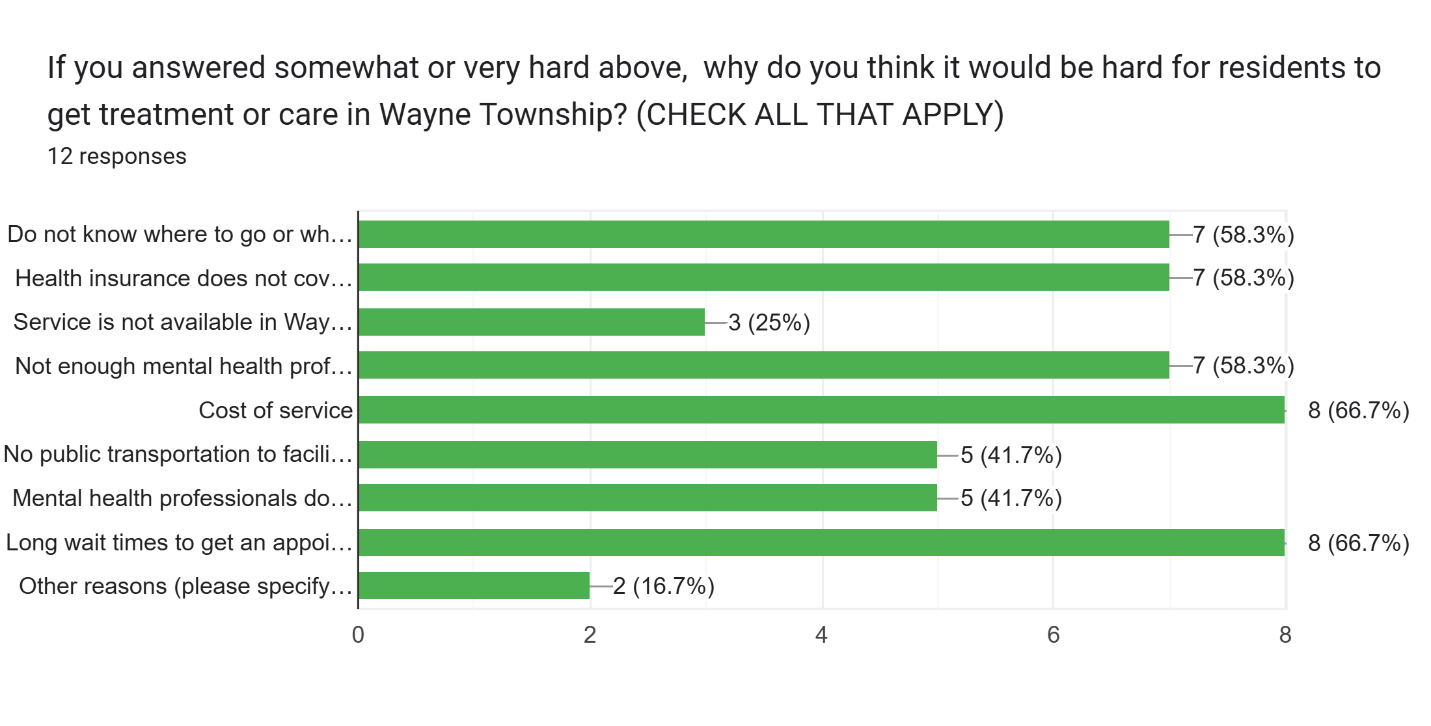 If you answered somewhat or very hard above,  why do you think it would be hard for residents to
get treatment or care in Wayne Township? (CHECK ALL THAT APPLY)
12 responses
Do not know where to go or wh… 7 (58.3%)
Health insurance does not cov… 7 (58.3%)
Service is not available in Way… 3 (25%)
Not enough mental health prof… 7 (58.3%)
Cost of service 8 (66.7%)
No public transportation to facili… 5 (41.7%)
Mental health professionals do… 5 (41.7%)
Long wait times to get an appoi… 8 (66.7%)
Other reasons (please specify… 2 (16.7%)
0 2 4 6 8